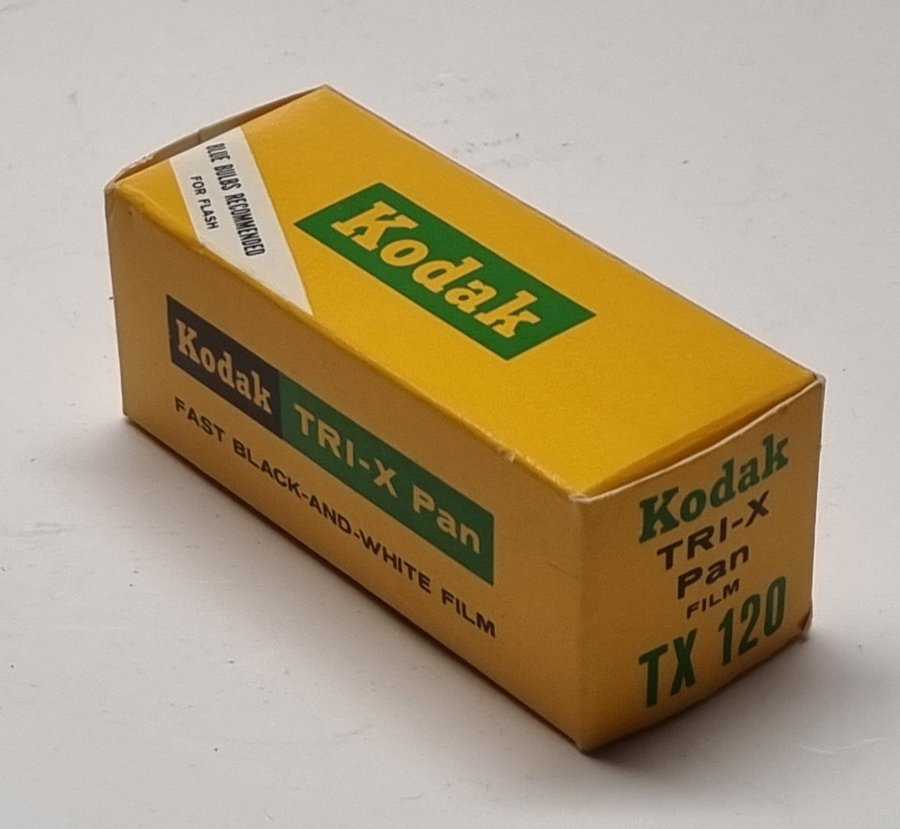 BLUE BULBS RECOMMENDED
FOR FLASH
Kodak
Kodak TRI-X Pan
FAST BLACK-AND-WHITE FILM
Kodak
TRI-X
Pan
FILM
TX 120